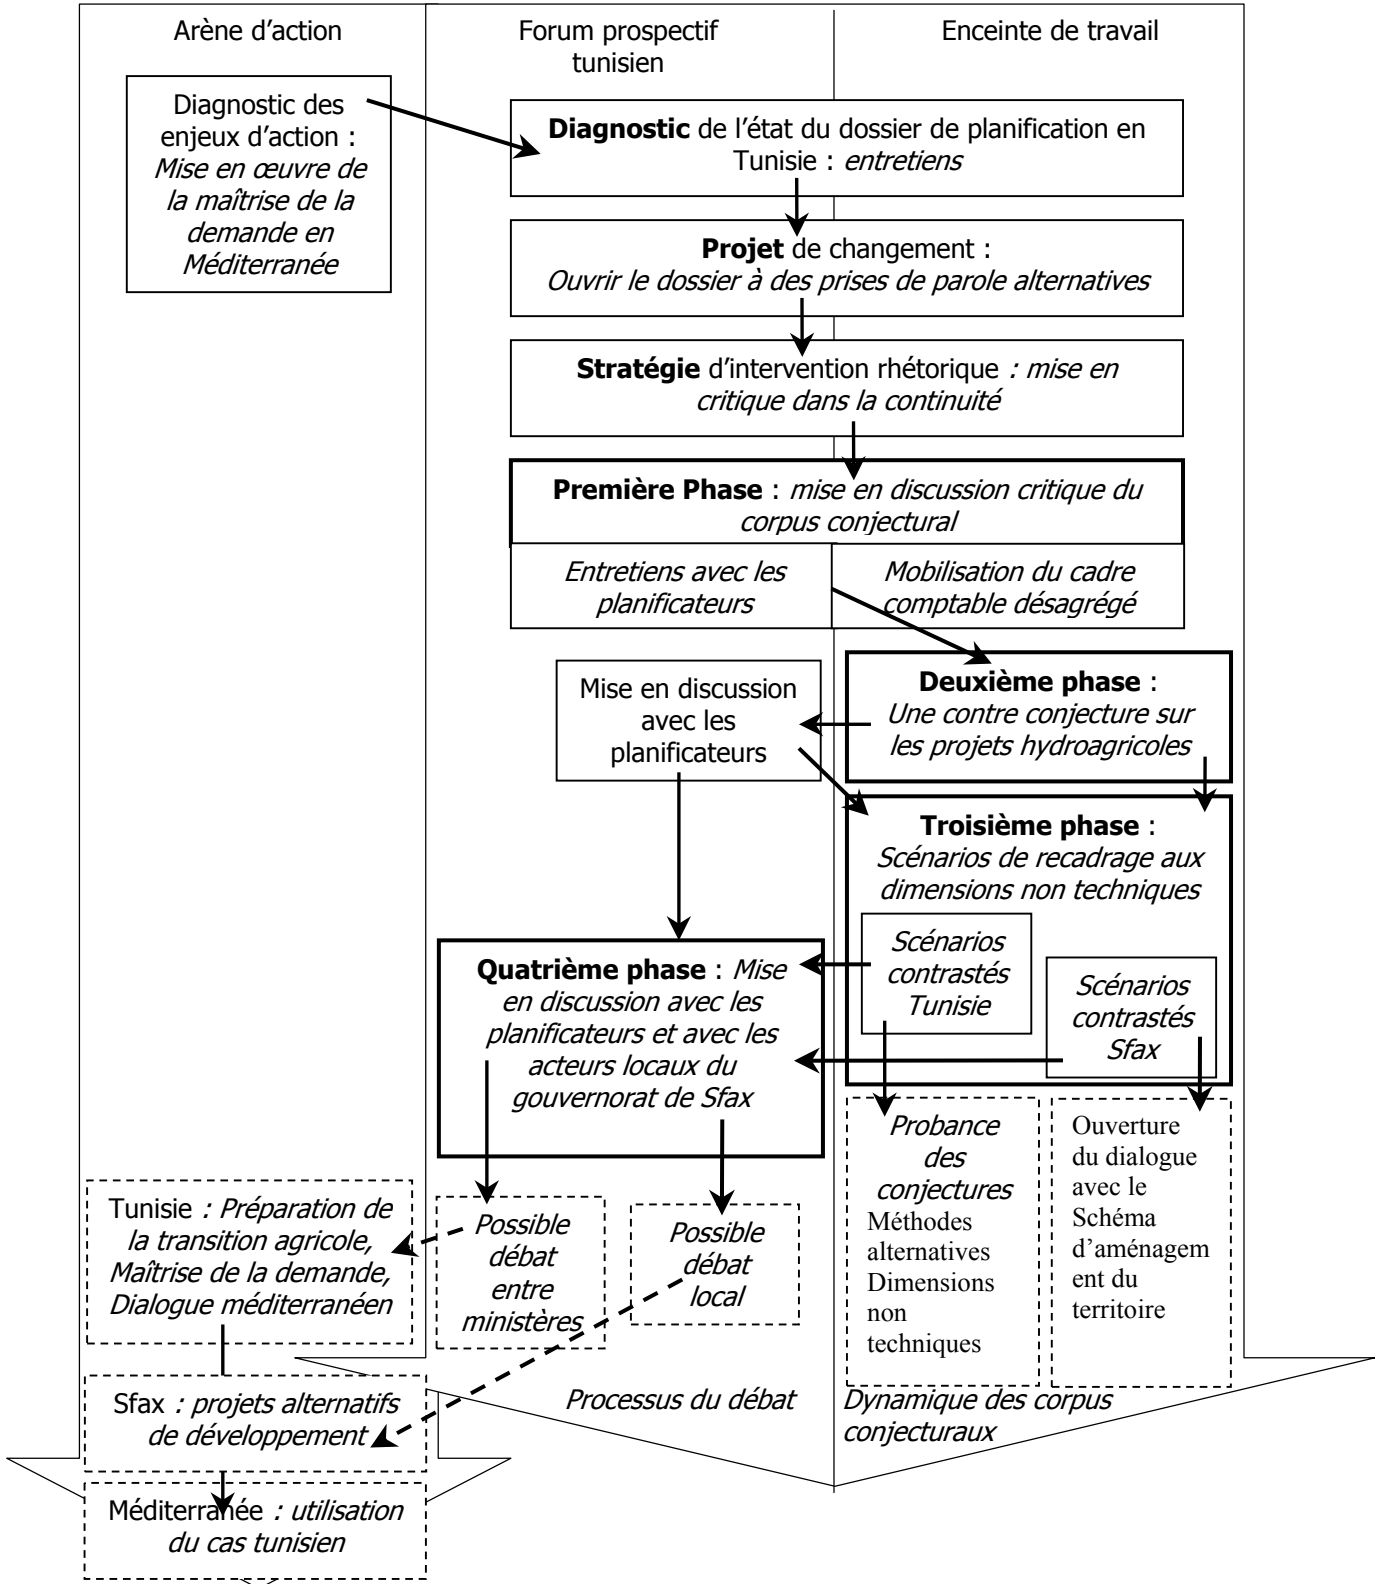 Arène d’action
Forum prospectif
tunisien
Enceinte de travail
Diagnostic des
enjeux d’action :
Mise en œuvre de
la maîtrise de la
demande en
Méditerranée
Diagnostic de l’état du dossier de planification en
Tunisie : entretiens
Projet de changement :
Ouvrir le dossier à des prises de parole alternatives
Stratégie d’intervention rhétorique : mise en
critique dans la continuité
Première Phase : mise en discussion critique du
corpus conjectural
Entretiens avec les
planificateurs
Mobilisation du cadre
comptable désagrégé
Mise en discussion
avec les
planificateurs
Deuxième phase :
Une contre conjecture sur
les projets hydroagricoles
Troisième phase :
Scénarios de recadrage aux
dimensions non techniques
Scénarios
contrastés
Tunisie
Scénarios
contrastés
Sfax
Quatrième phase : Mise
en discussion avec les
planificateurs et avec les
acteurs locaux du
gouvernorat de Sfax
Probance
des
conjectures
Méthodes
alternatives
Dimensions
non
techniques
Ouverture
du dialogue
avec le
Schéma
d’aménagem
ent du
territoire
Tunisie : Préparation de
la transition agricole,
Maîtrise de la demande,
Dialogue méditerranéen
Possible
débat
entre
ministères
Possible
débat
local
Sfax : projets alternatifs
de développement
Processus du débat
Dynamique des corpus
conjecturaux
Méditerranée : utilisation
du cas tunisien